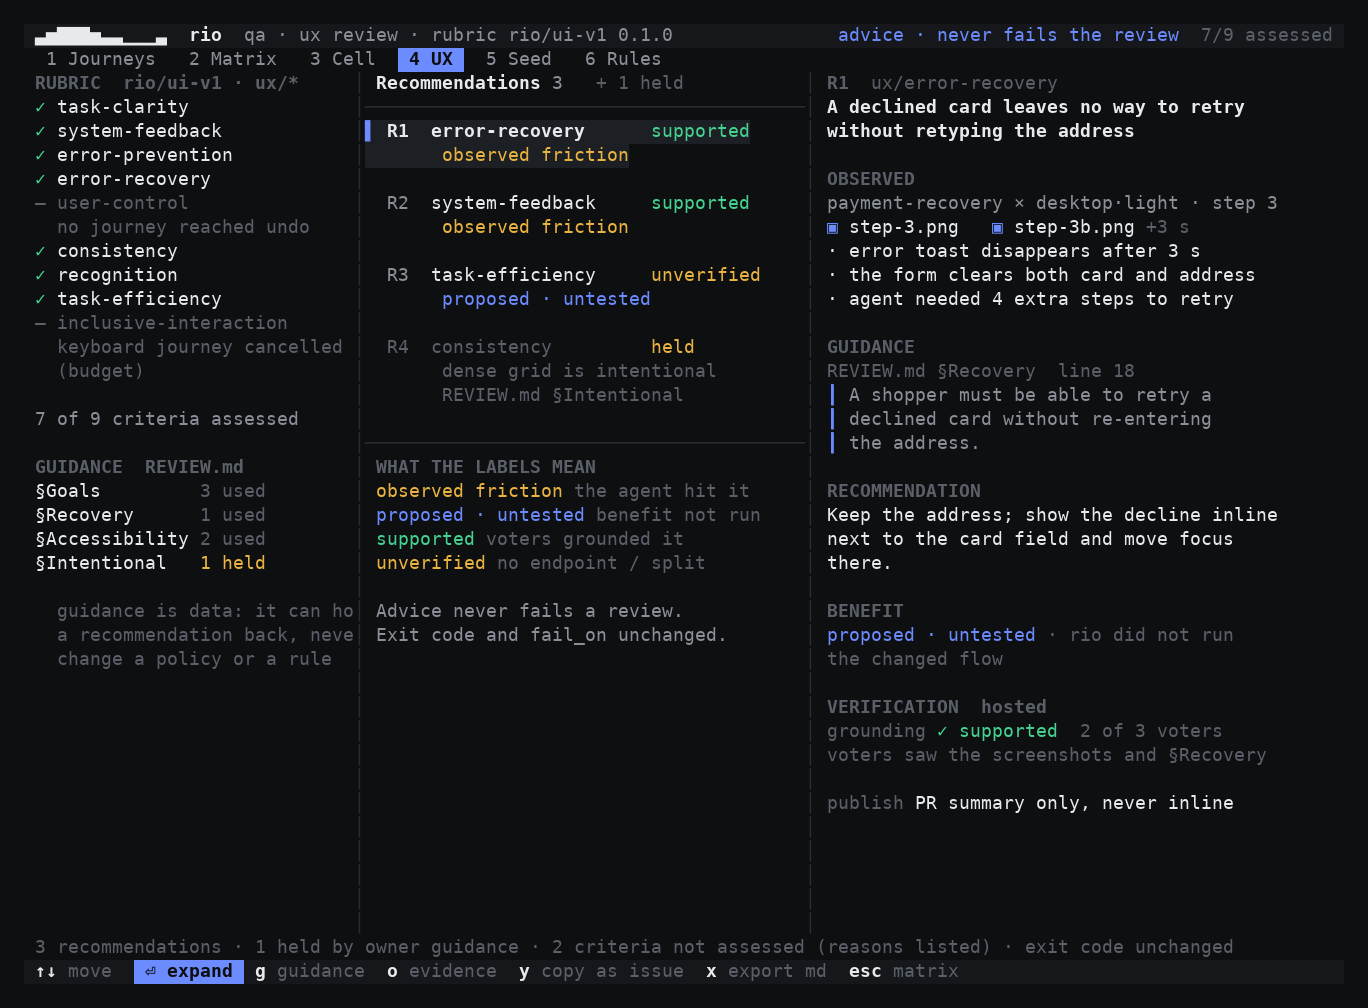 rio  qa · ux review · rubric rio/ui-v1 0.1.0  advice · never fails the review  7/9 assessed
1 Journeys  2 Matrix  3 Cell  4 UX  5 Seed  6 Rules
RUBRIC  rio/ui-v1 · ux/*
✓ task-clarity
✓ system-feedback
✓ error-prevention
✓ error-recovery
— user-control
no journey reached undo
✓ consistency
✓ recognition
✓ task-efficiency
— inclusive-interaction
keyboard journey cancelled
(budget)
7 of 9 criteria assessed
GUIDANCE  REVIEW.md
§Goals  3 used
§Recovery  1 used
§Accessibility 2 used
§Intentional  1 held
guidance is data: it can ho
a recommendation back, neve
change a policy or a rule
Recommendations 3  + 1 held
R1  error-recovery  supported
observed friction
R2  system-feedback  supported
observed friction
R3  task-efficiency  unverified
proposed · untested
R4  consistency  held
dense grid is intentional
REVIEW.md §Intentional
WHAT THE LABELS MEAN
observed friction the agent hit it
proposed · untested benefit not run
supported voters grounded it
unverified no endpoint / split
Advice never fails a review.
Exit code and fail_on unchanged.
R1  ux/error-recovery
A declined card leaves no way to retry
without retyping the address
OBSERVED
payment-recovery × desktop·light · step 3
▣ step-3.png  ▣ step-3b.png +3 s
· error toast disappears after 3 s
· the form clears both card and address
· agent needed 4 extra steps to retry
GUIDANCE
REVIEW.md §Recovery  line 18
A shopper must be able to retry a
declined card without re-entering
the address.
RECOMMENDATION
Keep the address; show the decline inline
next to the card field and move focus
there.
BENEFIT
proposed · untested · rio did not run
the changed flow
VERIFICATION  hosted
grounding ✓ supported  2 of 3 voters
voters saw the screenshots and §Recovery
publish PR summary only, never inline
3 recommendations · 1 held by owner guidance · 2 criteria not assessed (reasons listed) · exit code unchanged
↑↓ move  ⏎ expand  g guidance  o evidence  y copy as issue  x export md  esc matrix